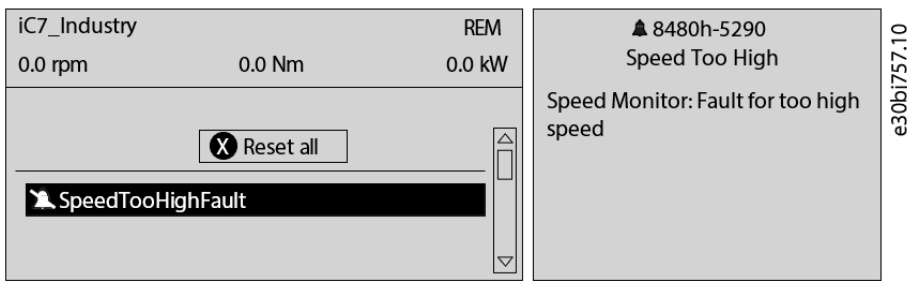 iC7_Industry REM
0.0 rpm 0.0 Nm 0.0 kW
X Reset all
SpeedTooHighFault
8480h-5290
Speed Too High
Speed Monitor: Fault for too high
speed
e30bi757.10